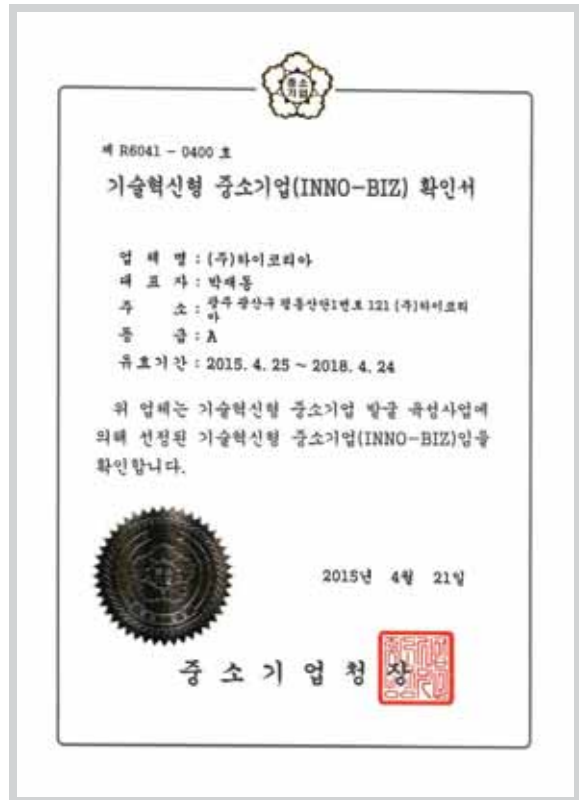 중소
기업
제 R6041 - 0400 호
기술혁신형 중소기업(INNO-BIZ) 확인서
업 체 명 : (주)하이코리아
대 표 자 : 박재동
주 소 : 광주 광산구 평동산단1번로 121 (주)하이코리
아
등 급 : A
유효기간 : 2015. 4. 25 ~ 2018. 4. 24
위 업체는 기술혁신형 중소기업 발굴 육성사업에
의해 선정된 기술혁신형 중소기업(INNO-BIZ)임을
확인합니다.
2015년 4월 21일
중 소 기 업 청 장